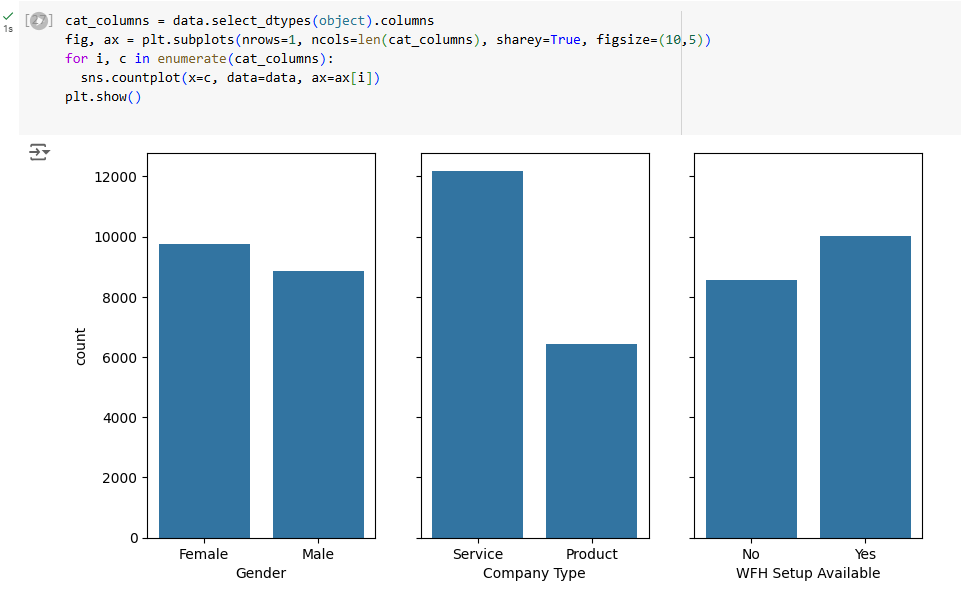 [27] cat_columns = data.select_dtypes(object).columns
fig, ax = plt.subplots(nrows=1, ncols=len(cat_columns), sharey=True, figsize=(10,5))
for i, c in enumerate(cat_columns):
  sns.countplot(x=c, data=data, ax=ax[i])
plt.show()
1s
12000
10000
8000
6000
4000
2000
0
count
Female Male
Gender
Service Product
Company Type
No Yes
WFH Setup Available